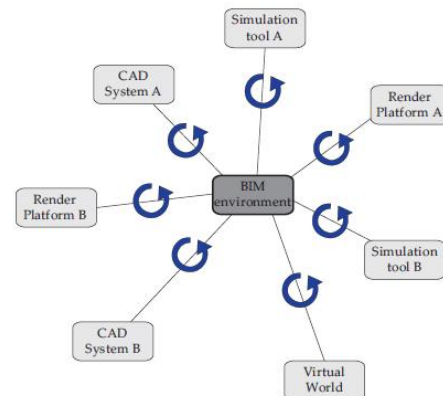 Simulation
tool A
CAD
System A
Render
Platform A
BIM
environment
Render
Platform B
Simulation
tool B
CAD
System B
Virtual
World